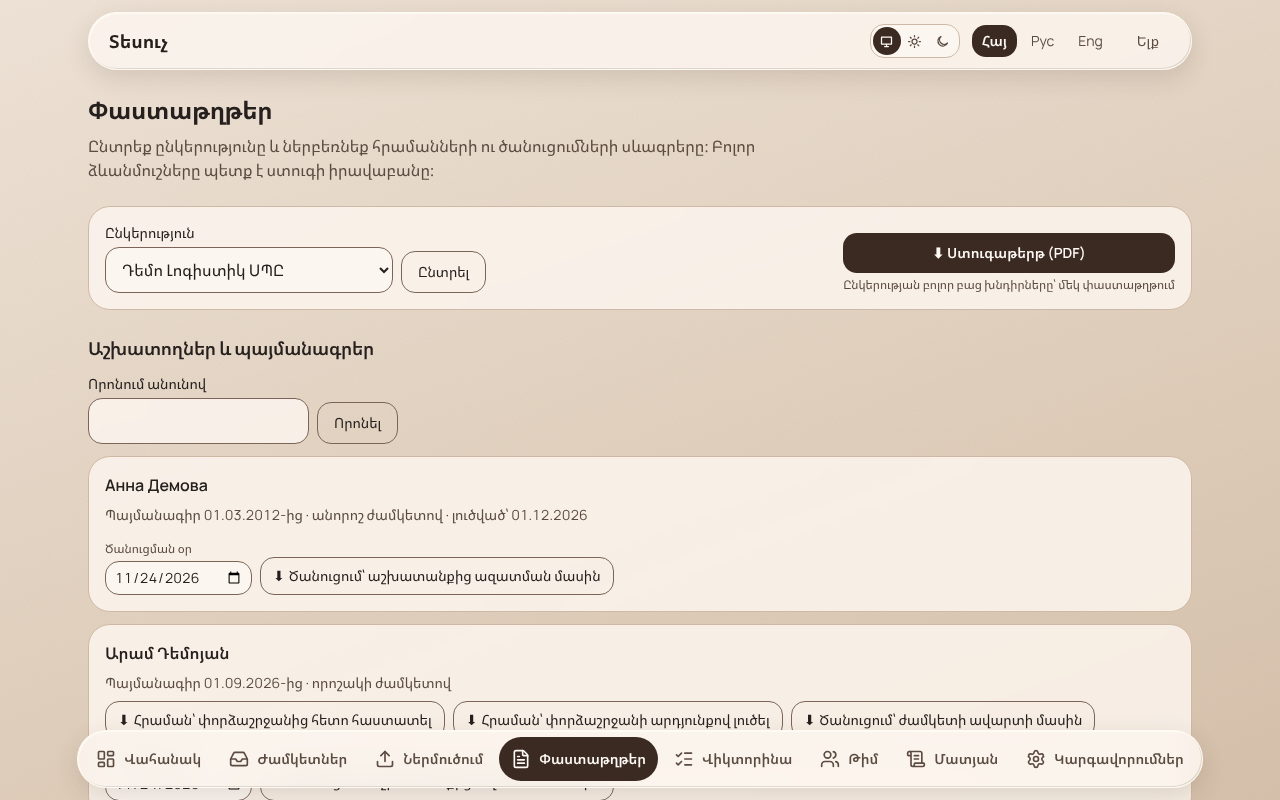 Տեսուչ
Հայ Рус Eng Ելք
Փաստաթղթեր
Ընտրեք ընկերությունը և ներբեռնեք հրամանների ու ծանուցումների սևագրերը։ Բոլոր
ձևանմուշները պետք է ստուգի իրավաբանը։
Ընկերություն
Դեմո Լոգիստիկ ՍՊԸ
Ընտրել
⬇ Ստուգաթերթ (PDF)
Ընկերության բոլոր բաց խնդիրները՝ մեկ փաստաթղթում
Աշխատողներ և պայմանագրեր
Որոնում անունով
Որոնել
Анна Демова
Պայմանագիր 01.03.2012-ից · անորոշ ժամկետով · լուծված՝ 01.12.2026
Ծանուցման օր
11/24/2026
⬇ Ծանուցում՝ աշխատանքից ազատման մասին
Արամ Դեմոյան
Պայմանագիր 01.09.2026-ից · որոշակի ժամկետով
⬇ Հրաման՝ փորձաշրջանից հետո հաստատել
⬇ Հրաման՝ փորձաշրջանի արդյունքով լուծել
⬇ Ծանուցում՝ ժամկետի ավարտի մասին
Վահանակ Ժամկետներ Ներմուծում Փաստաթղթեր Վիկտորինա Թիմ Մատյան Կարգավորումներ